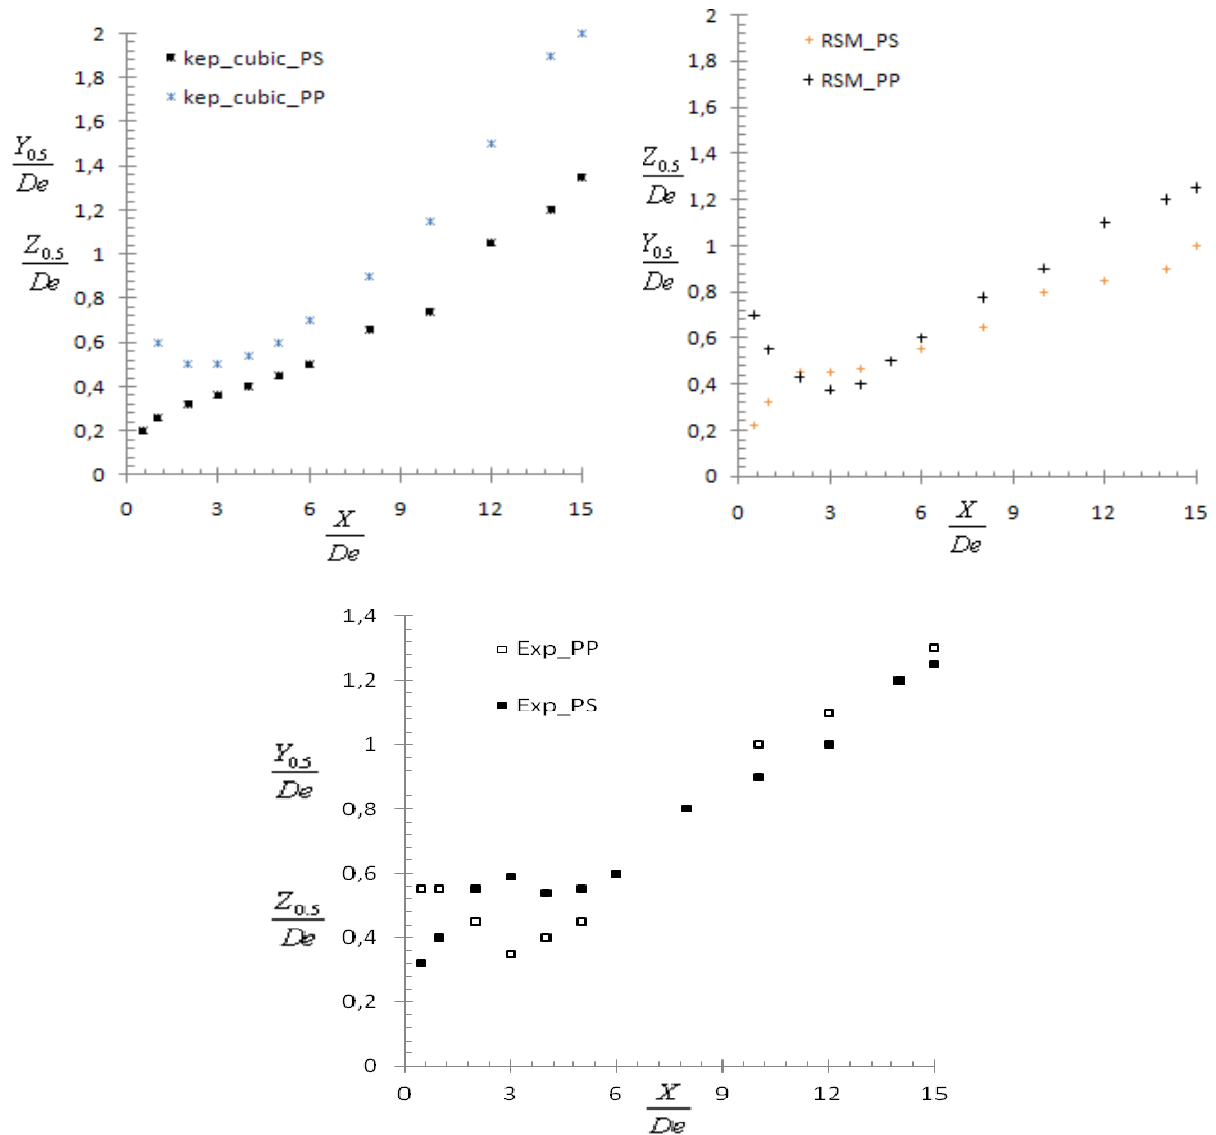 2
1,8
1,6
1,4
1,2
1
0,8
0,6
0,4
0,2
0
kep_cubic_PS
kep_cubic_PP
Y0.5
De
Z0.5
De
0 3 6 9 12 15
X
De
2
1,8
1,6
1,4
1,2
1
0,8
0,6
0,4
0,2
0
RSM_PS
RSM_PP
Z0.5
De
Y0.5
De
0 3 6 9 12 15
X
De
1,4
1,2
1
0,8
0,6
0,4
0,2
0
Exp_PP
Exp_PS
Y0.5
De
Z0.5
De
0 3 6 9 12 15
X
De